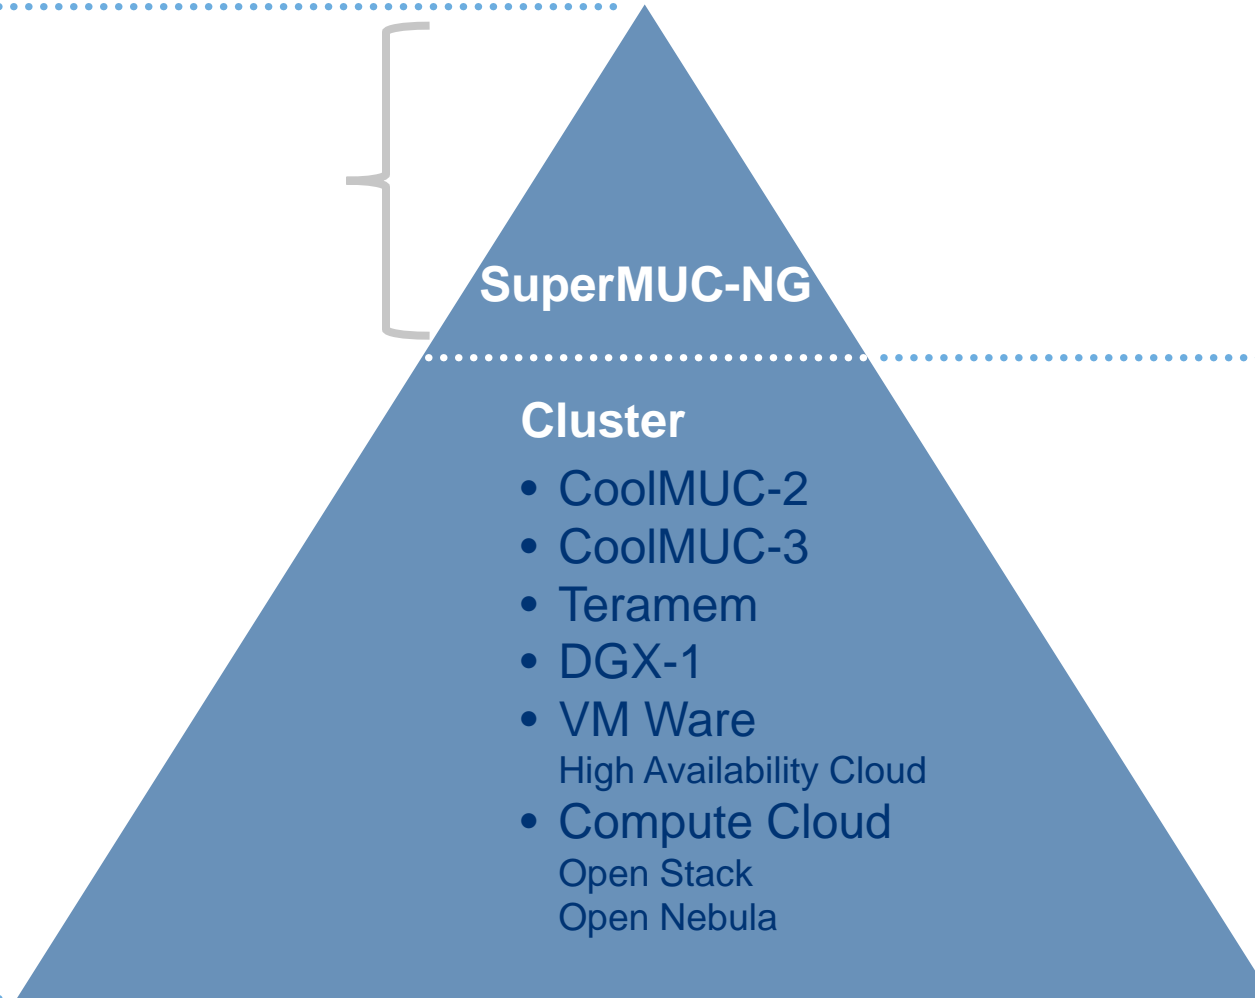 SuperMUC-NG
Cluster
• CoolMUC-2
• CoolMUC-3
• Teramem
• DGX-1
• VM Ware
High Availability Cloud
• Compute Cloud
Open Stack
Open Nebula